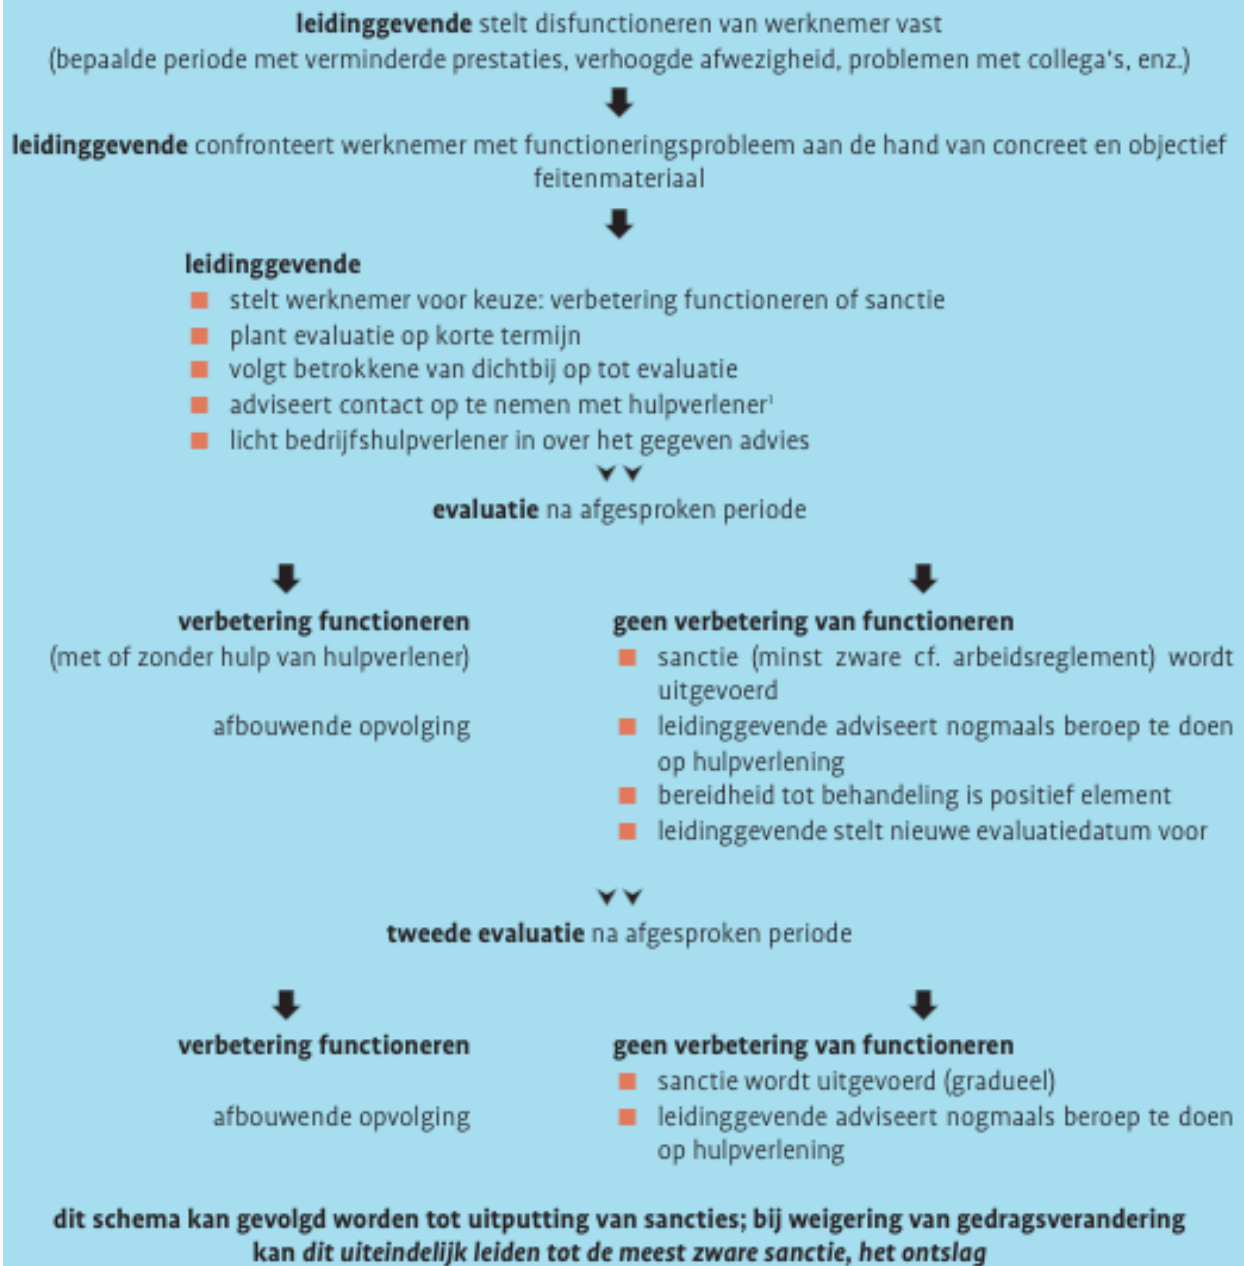 leidinggevende stelt disfunctioneren van werknemer vast
(bepaalde periode met verminderde prestaties, verhoogde afwezigheid, problemen met collega's, enz.)
leidinggevende confronteert werknemer met functioneringsprobleem aan de hand van concreet en objectief
feitenmateriaal
leidinggevende
stelt werknemer voor keuze: verbetering functioneren of sanctie
plant evaluatie op korte termijn
volgt betrokkene van dichtbij op tot evaluatie
adviseert contact op te nemen met hulpverlener¹
licht bedrijfshulpverlener in over het gegeven advies
evaluatie na afgesproken periode
verbetering functioneren
(met of zonder hulp van hulpverlener)
afbouwende opvolging
geen verbetering van functioneren
sanctie (minst zware cf. arbeidsreglement) wordt
uitgevoerd
leidinggevende adviseert nogmaals beroep te doen
op hulpverlening
bereidheid tot behandeling is positief element
leidinggevende stelt nieuwe evaluatiedatum voor
tweede evaluatie na afgesproken periode
verbetering functioneren
afbouwende opvolging
geen verbetering van functioneren
sanctie wordt uitgevoerd (gradueel)
leidinggevende adviseert nogmaals beroep te doen
op hulpverlening
dit schema kan gevolgd worden tot uitputting van sancties; bij weigering van gedragsverandering
kan dit uiteindelijk leiden tot de meest zware sanctie, het ontslag